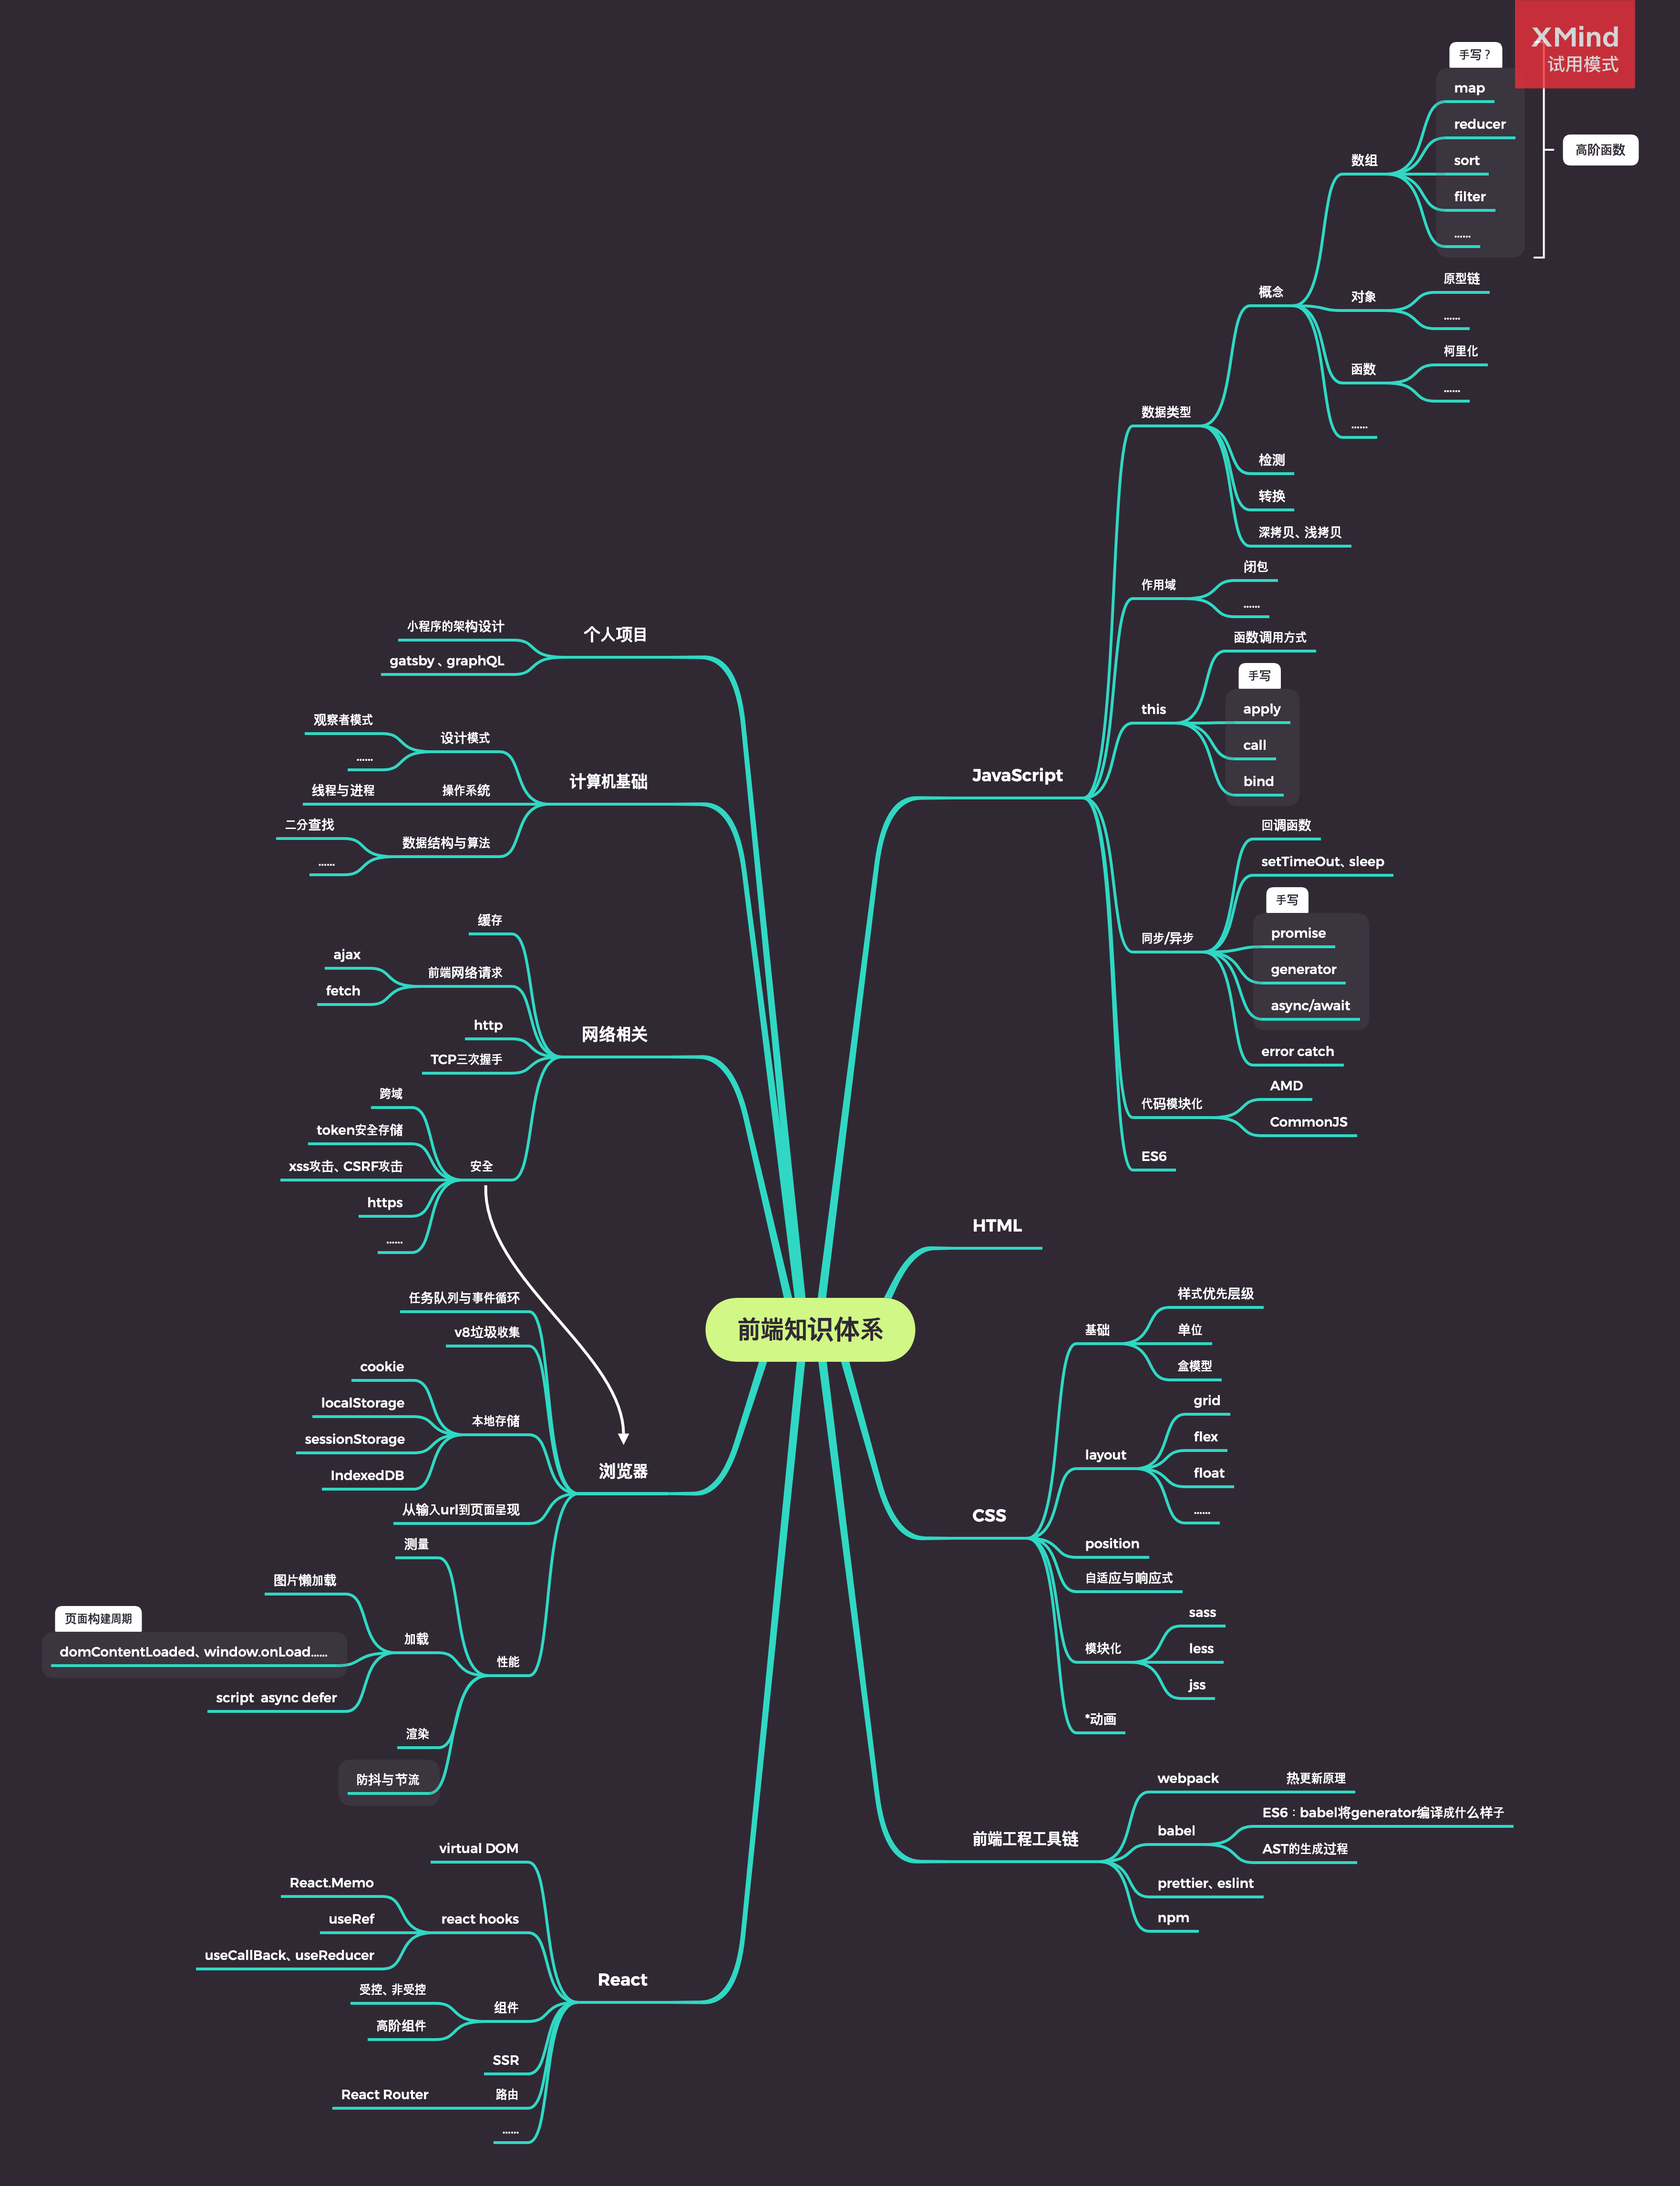 XMind
试用模式
前端知识体系
JavaScript
数据类型
概念
数组
手写？
map
reducer
sort
filter
......
高阶函数
对象
原型链
......
函数
柯里化
......
......
检测
转换
深拷贝、浅拷贝
作用域
闭包
......
this
函数调用方式
手写
apply
call
bind
同步/异步
回调函数
setTimeOut、sleep
手写
promise
generator
async/await
error catch
代码模块化
AMD
CommonJS
ES6
HTML
CSS
基础
样式优先层级
单位
盒模型
layout
grid
flex
float
......
position
自适应与响应式
模块化
sass
less
jss
*动画
前端工程工具链
webpack
热更新原理
babel
ES6：babel将generator编译成什么样子
AST的生成过程
prettier、eslint
npm
个人项目
小程序的架构设计
gatsby 、graphQL
计算机基础
设计模式
观察者模式
......
操作系统
线程与进程
数据结构与算法
二分查找
......
网络相关
缓存
前端网络请求
ajax
fetch
http
TCP三次握手
安全
跨域
token安全存储
xss攻击、CSRF攻击
https
......
浏览器
任务队列与事件循环
v8垃圾收集
本地存储
cookie
localStorage
sessionStorage
IndexedDB
从输入url到页面呈现
性能
测量
加载
图片懒加载
页面构建周期
domContentLoaded、window.onLoad......
script  async defer
渲染
防抖与节流
React
virtual DOM
react hooks
React.Memo
useRef
useCallBack、useReducer
组件
受控、非受控
高阶组件
SSR
路由
React Router
......